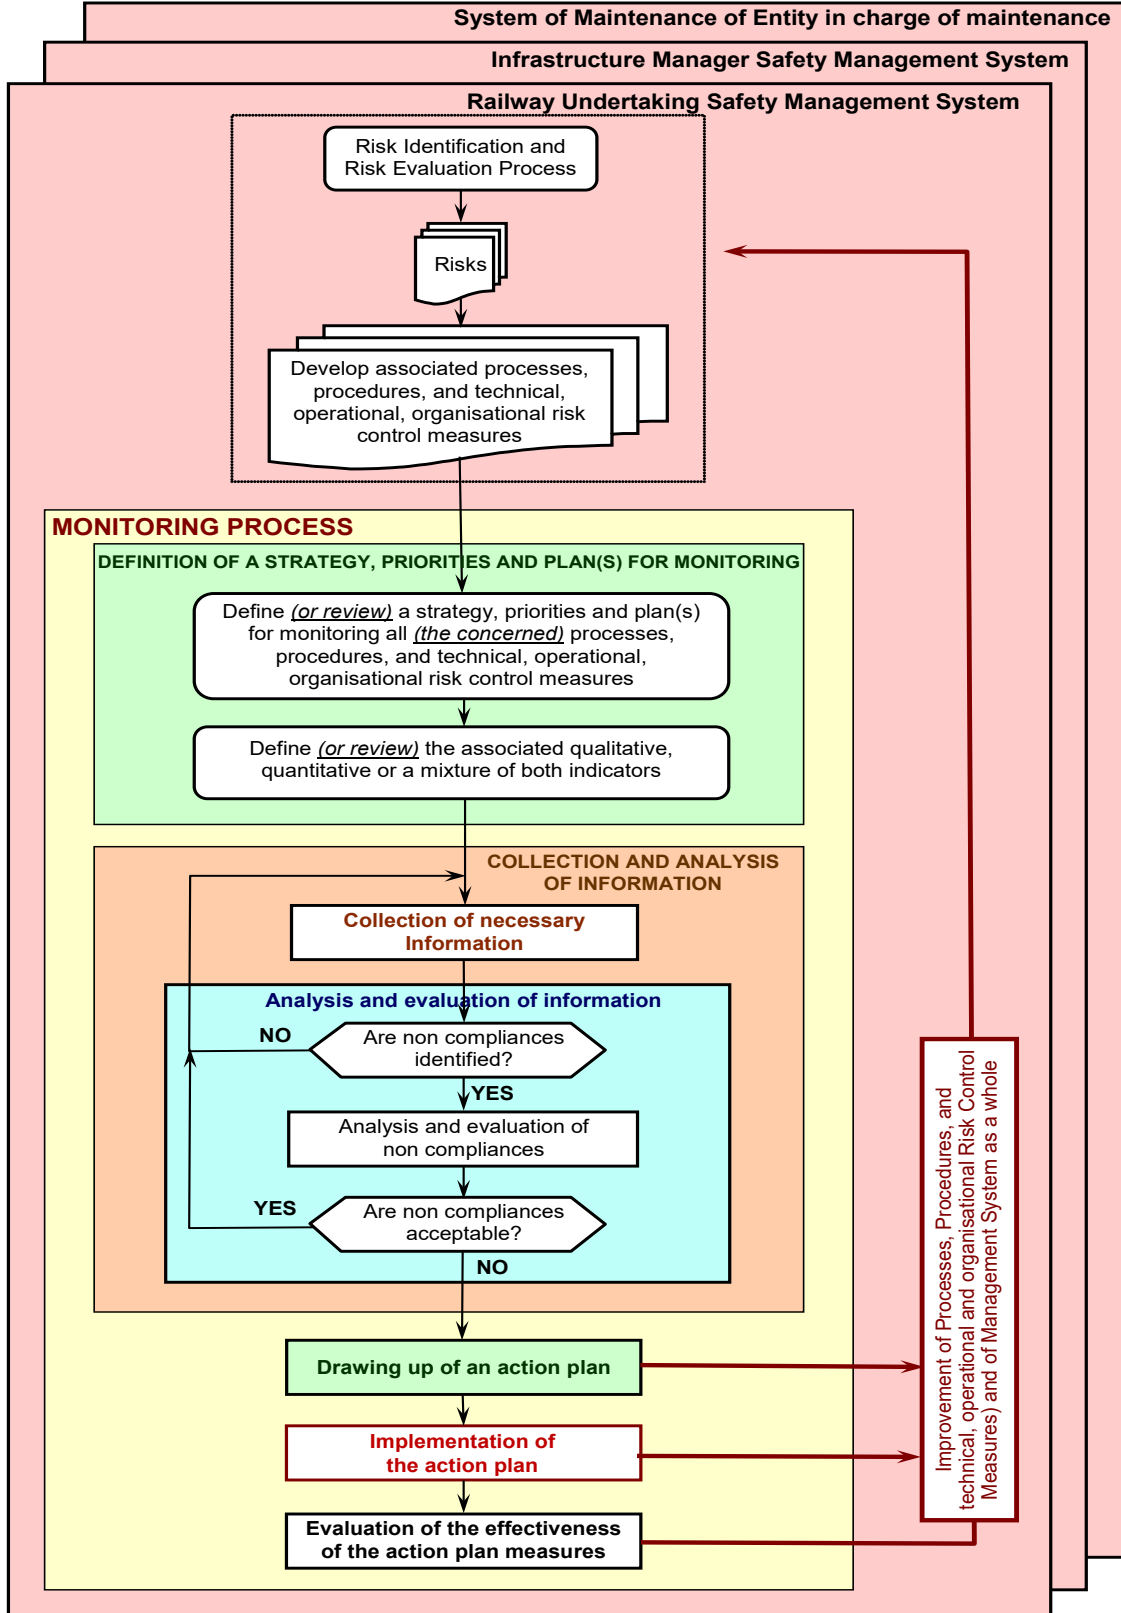 System of Maintenance of Entity in charge of maintenance
Infrastructure Manager Safety Management System
Railway Undertaking Safety Management System
Risk Identification and
Risk Evaluation Process
Risks
Develop associated processes,
procedures, and technical,
operational, organisational risk
control measures
MONITORING PROCESS
DEFINITION OF A STRATEGY, PRIORITIES AND PLAN(S) FOR MONITORING
Define (or review) a strategy, priorities and plan(s)
for monitoring all (the concerned) processes,
procedures, and technical, operational,
organisational risk control measures
Define (or review) the associated qualitative,
quantitative or a mixture of both indicators
COLLECTION AND ANALYSIS
OF INFORMATION
Collection of necessary
Information
Analysis and evaluation of information
NO
Are non compliances
identified?
YES
Analysis and evaluation of
non compliances
YES
Are non compliances
acceptable?
NO
Drawing up of an action plan
Implementation of
the action plan
Evaluation of the effectiveness
of the action plan measures
Improvement of Processes, Procedures, and
technical, operational and organisational Risk Control
Measures) and of Management System as a whole